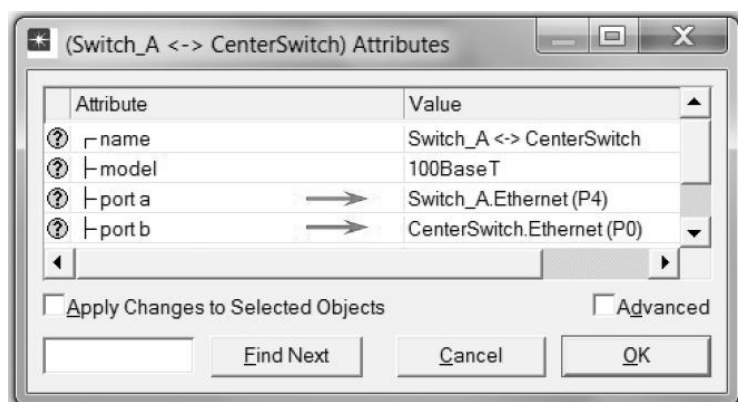 (Switch_A <-> CenterSwitch) Attributes
Attribute Value
name Switch_A <-> CenterSwitch
model 100BaseT
port a Switch_A.Ethernet (P4)
port b CenterSwitch.Ethernet (P0)
Apply Changes to Selected Objects Advanced
Find Next Cancel OK